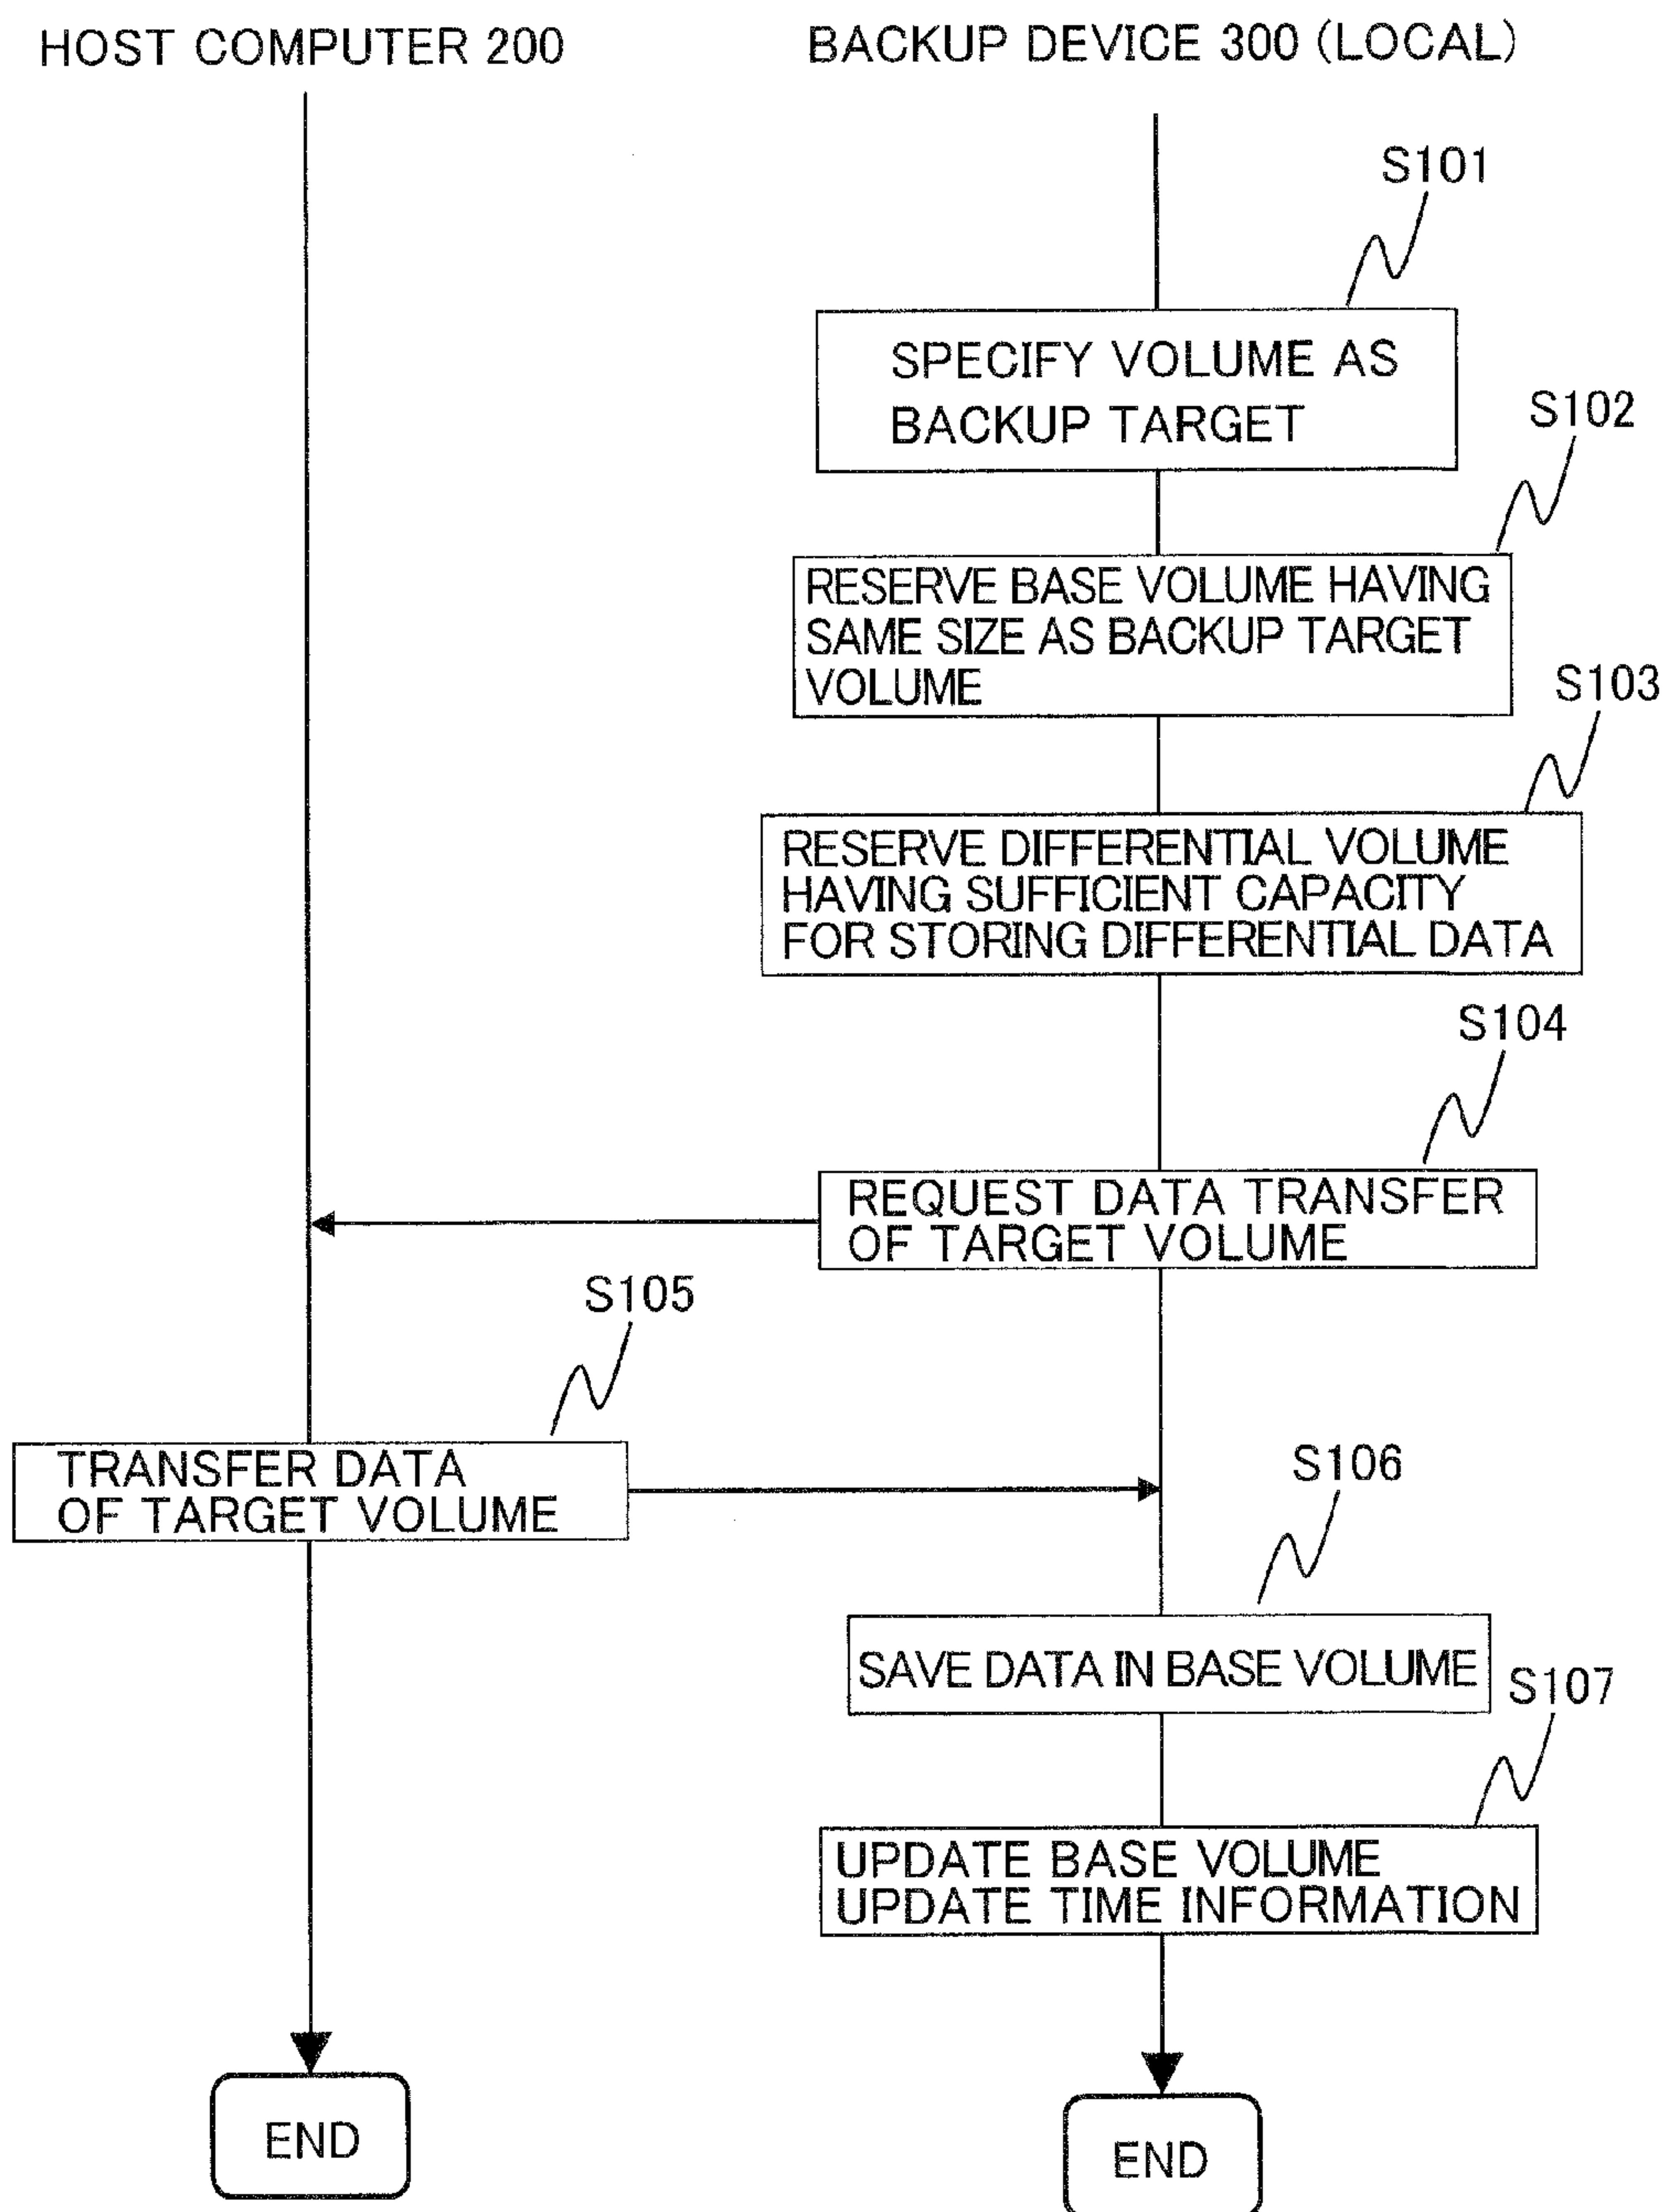 HOST COMPUTER 200
BACKUP DEVICE 300 (LOCAL)
S101
SPECIFY VOLUME AS
BACKUP TARGET
S102
RESERVE BASE VOLUME HAVING
SAME SIZE AS BACKUP TARGET
VOLUME
S103
RESERVE DIFFERENTIAL VOLUME
HAVING SUFFICIENT CAPACITY
FOR STORING DIFFERENTIAL DATA
S104
REQUEST DATA TRANSFER
OF TARGET VOLUME
S105
TRANSFER DATA
OF TARGET VOLUME
S106
SAVE DATA IN BASE VOLUME
S107
UPDATE BASE VOLUME
UPDATE TIME INFORMATION
END
END